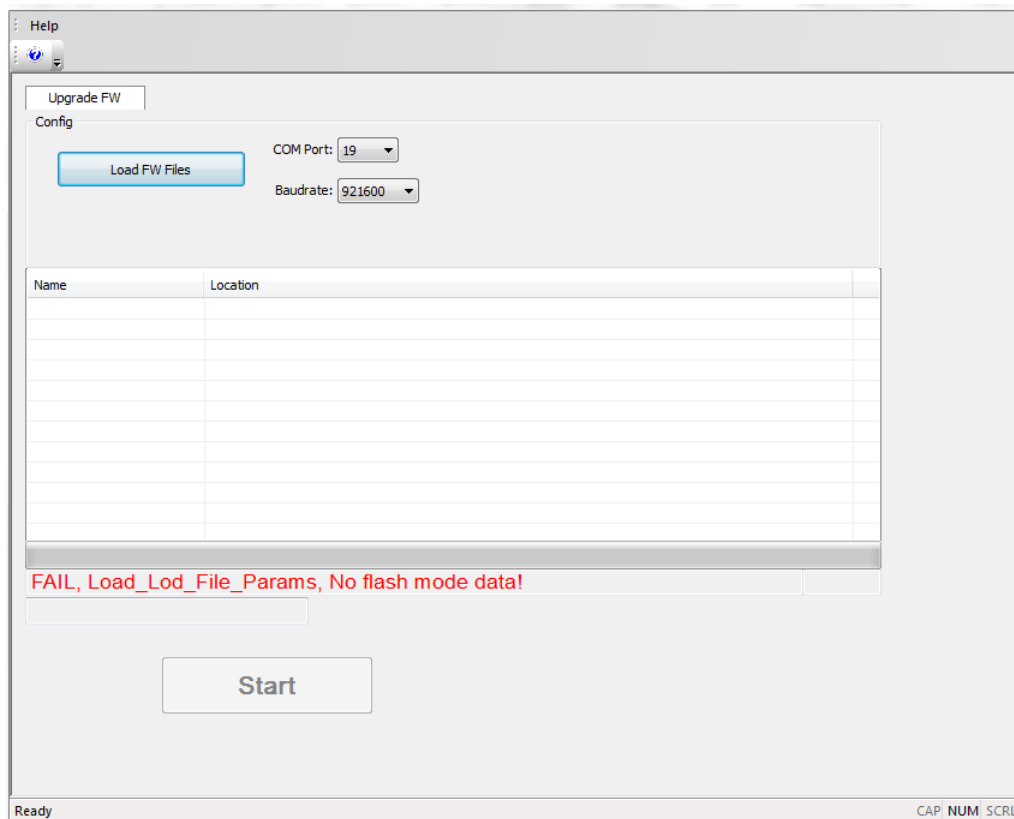 Help
Upgrade FW
Config
Load FW Files
COM Port: 19
Baudrate: 921600
Name Location
FAIL, Load_Lod_File_Params, No flash mode data!
Start
Ready CAP NUM SCRL